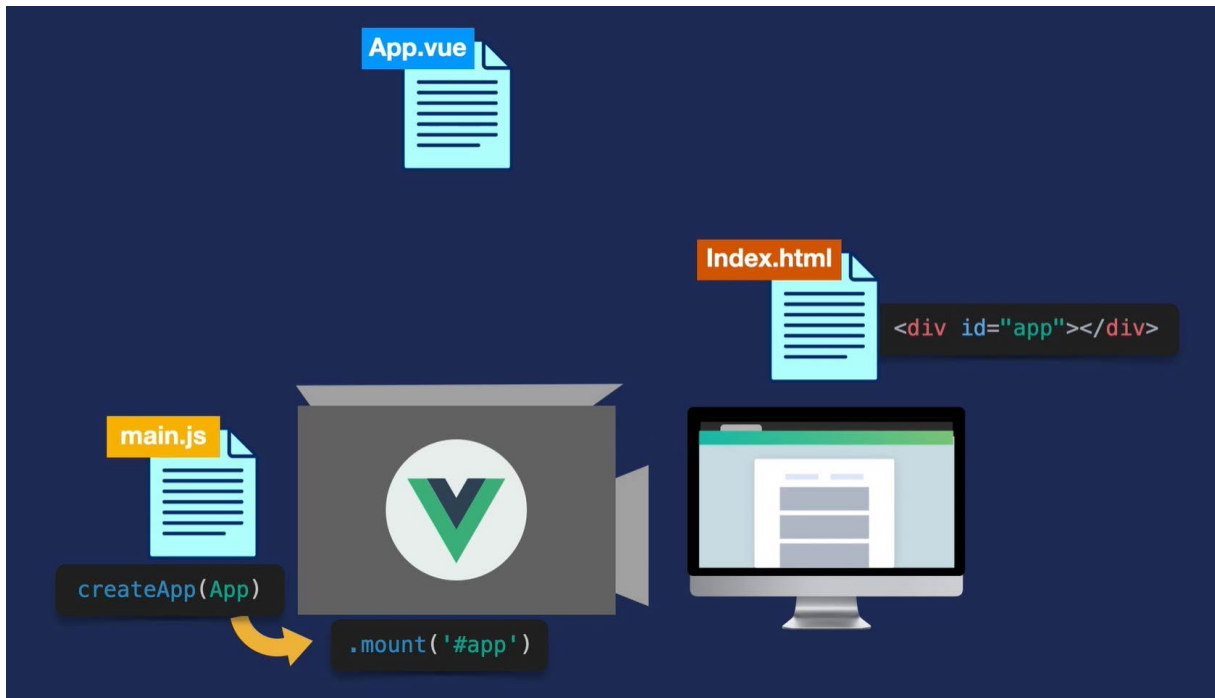 App.vue
Index.html
<div id="app"></div>
main.js
createApp(App)
.mount('#app')